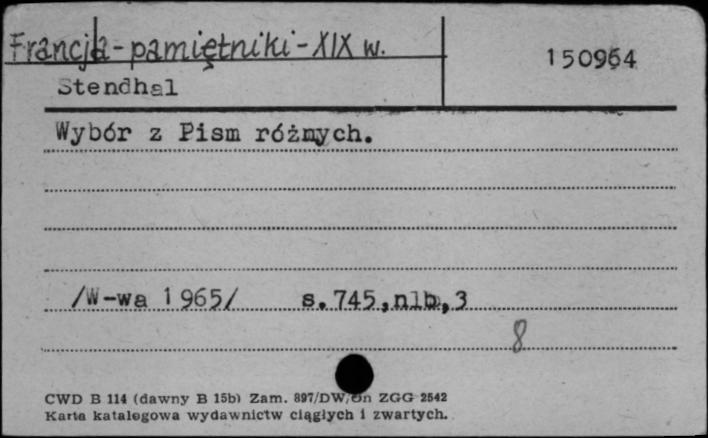 Francja - pamiętniki - XIX w.
150964
Stendhal
Wybór z Pism różnych.
/W-wa 1965/ s.745,nlb,3
8
CWD B 114 (dawny B 15b) Zam. 897/DW/Gn ZGG 2542
Karta katalogowa wydawnictw ciągłych i zwartych.